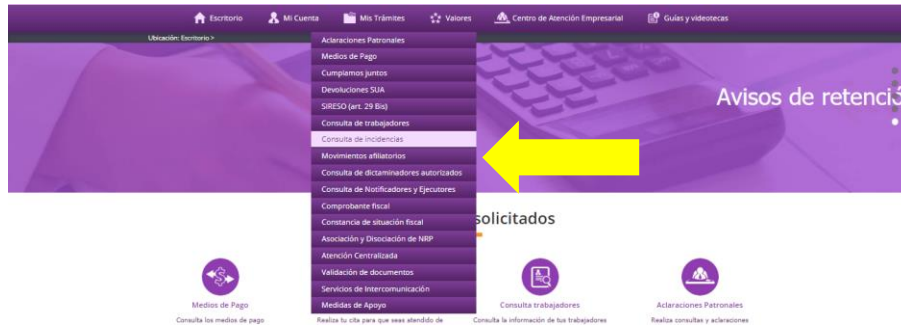 Escritorio Mi Cuenta Mis Trámites Valores Centro de Atención Empresarial Guías y videotecas
Ubicación: Escritorio >
Aclaraciones Patronales
Medios de Pago
Cumplamos juntos
Devoluciones SUA
SIRESO (art. 29 Bis)
Consulta de trabajadores
Consulta de incidencias
Movimientos afiliatorios
Consulta de dictaminadores autorizados
Consulta de Notificadores y Ejecutores
Comprobante fiscal
Constancia de situación fiscal
Asociación y Disociación de NRP
Atención Centralizada
Validación de documentos
Servicios de Intercomunicación
Medidas de Apoyo
Avisos de retenció
solicitados
Medios de Pago
Consulta los medios de pago
Realiza tu cita para que seas atendido de
Consulta trabajadores
Consulta la información de tus trabajadores
Aclaraciones Patronales
Realiza consultas y aclaraciones